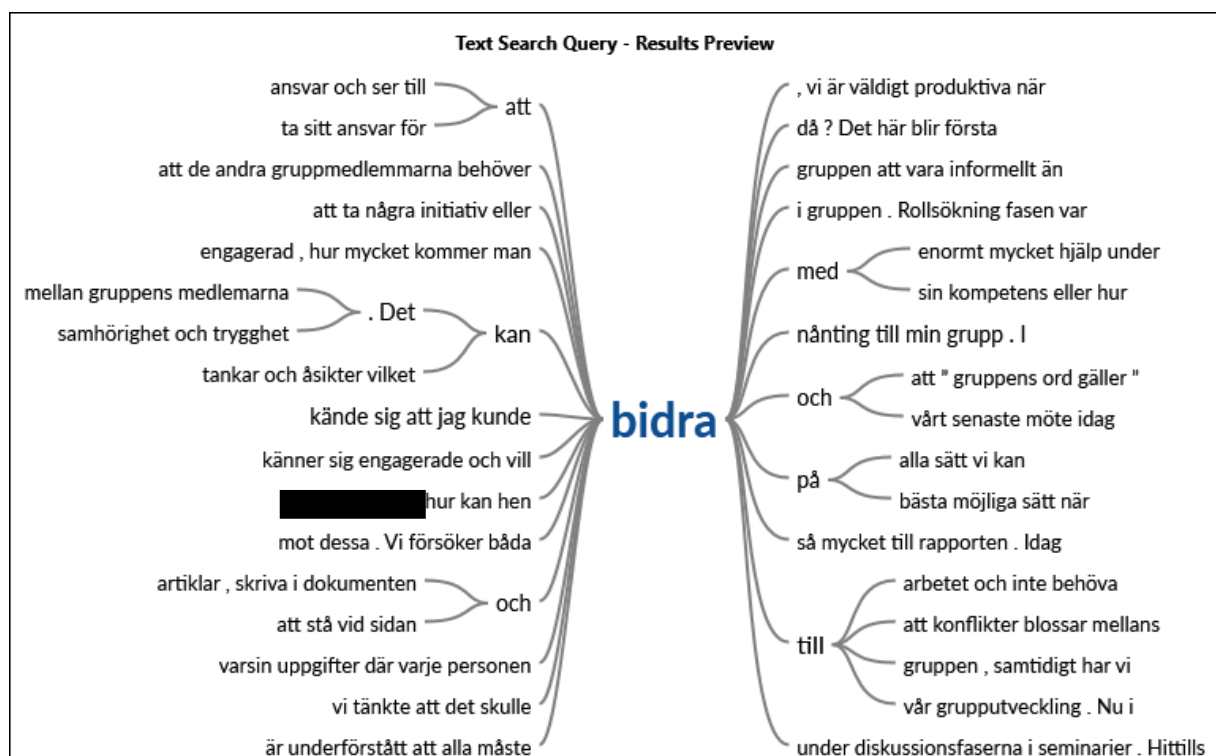 Text Search Query - Results Preview
ansvar och ser till
ta sitt ansvar för
att
att de andra gruppmedlemmarna behöver
att ta några initiativ eller
engagerad , hur mycket kommer man
mellan gruppens medlemarna
samhörighet och trygghet
. Det
tankar och åsikter vilket
kan
kände sig att jag kunde
känner sig engagerade och vill
hur kan hen
mot dessa . Vi försöker båda
artiklar , skriva i dokumenten
att stå vid sidan
och
varsin uppgifter där varje personen
vi tänkte att det skulle
är underförstått att alla måste
bidra
, vi är väldigt produktiva när
då ? Det här blir första
gruppen att vara informellt än
i gruppen . Rollsökning fasen var
med
enormt mycket hjälp under
sin kompetens eller hur
nånting till min grupp . I
och
att ” gruppens ord gäller ”
vårt senaste möte idag
på
alla sätt vi kan
bästa möjliga sätt när
så mycket till rapporten . Idag
till
arbetet och inte behöva
att konflikter blossar mellans
gruppen , samtidigt har vi
vår grupputveckling . Nu i
under diskussionsfaserna i seminarier . Hittills